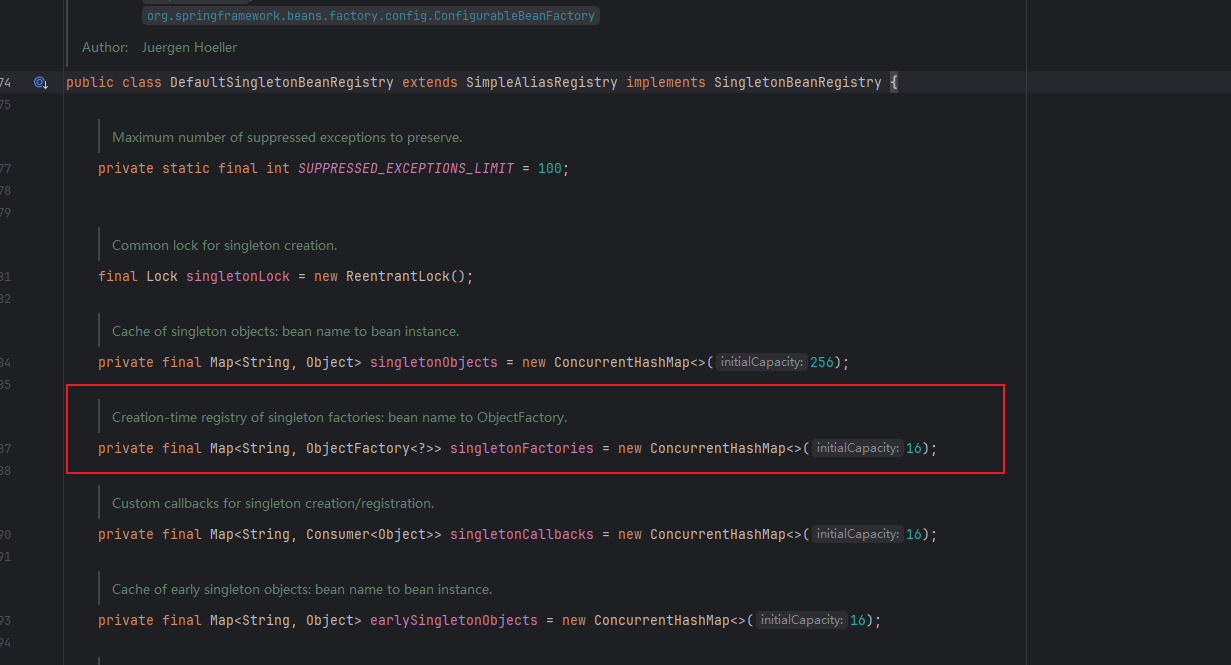 org.springframework.beans.factory.config.ConfigurableBeanFactory
Author: Juergen Hoeller
74 public class DefaultSingletonBeanRegistry extends SimpleAliasRegistry implements SingletonBeanRegistry {
75
Maximum number of suppressed exceptions to preserve.
77 private static final int SUPPRESSED_EXCEPTIONS_LIMIT = 100;
78
79
Common lock for singleton creation.
81 final Lock singletonLock = new ReentrantLock();
82
Cache of singleton objects: bean name to bean instance.
84 private final Map<String, Object> singletonObjects = new ConcurrentHashMap<>( initialCapacity: 256);
85
Creation-time registry of singleton factories: bean name to ObjectFactory.
87 private final Map<String, ObjectFactory<?>> singletonFactories = new ConcurrentHashMap<>( initialCapacity: 16);
88
Custom callbacks for singleton creation/registration.
90 private final Map<String, Consumer<Object>> singletonCallbacks = new ConcurrentHashMap<>( initialCapacity: 16);
91
Cache of early singleton objects: bean name to bean instance.
93 private final Map<String, Object> earlySingletonObjects = new ConcurrentHashMap<>( initialCapacity: 16);
94